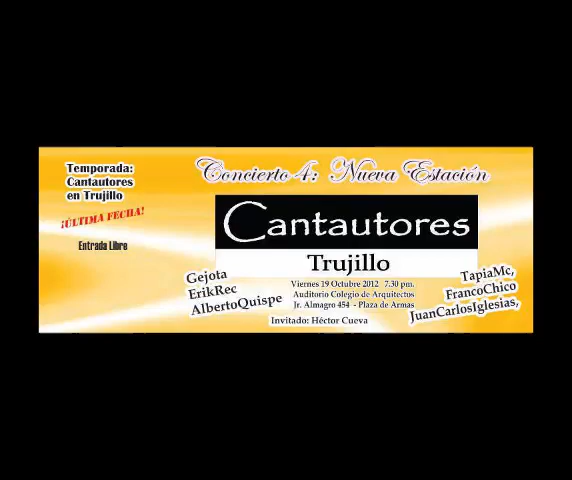 Temporada:
Cantautores
en Trujillo
¡ÚLTIMA FECHA!
Entrada Libre
Concierto 4: Nueva Estación
Cantautores
Trujillo
Viernes 19 Octubre 2012 7.30 pm.
Auditorio Colegio de Arquitectos
Jr. Almagro 454 - Plaza de Armas
Invitado: Héctor Cueva
Gejota
ErikRec
AlbertoQuispe
TapiaMc,
FrancoChico
JuanCarlosIglesias,